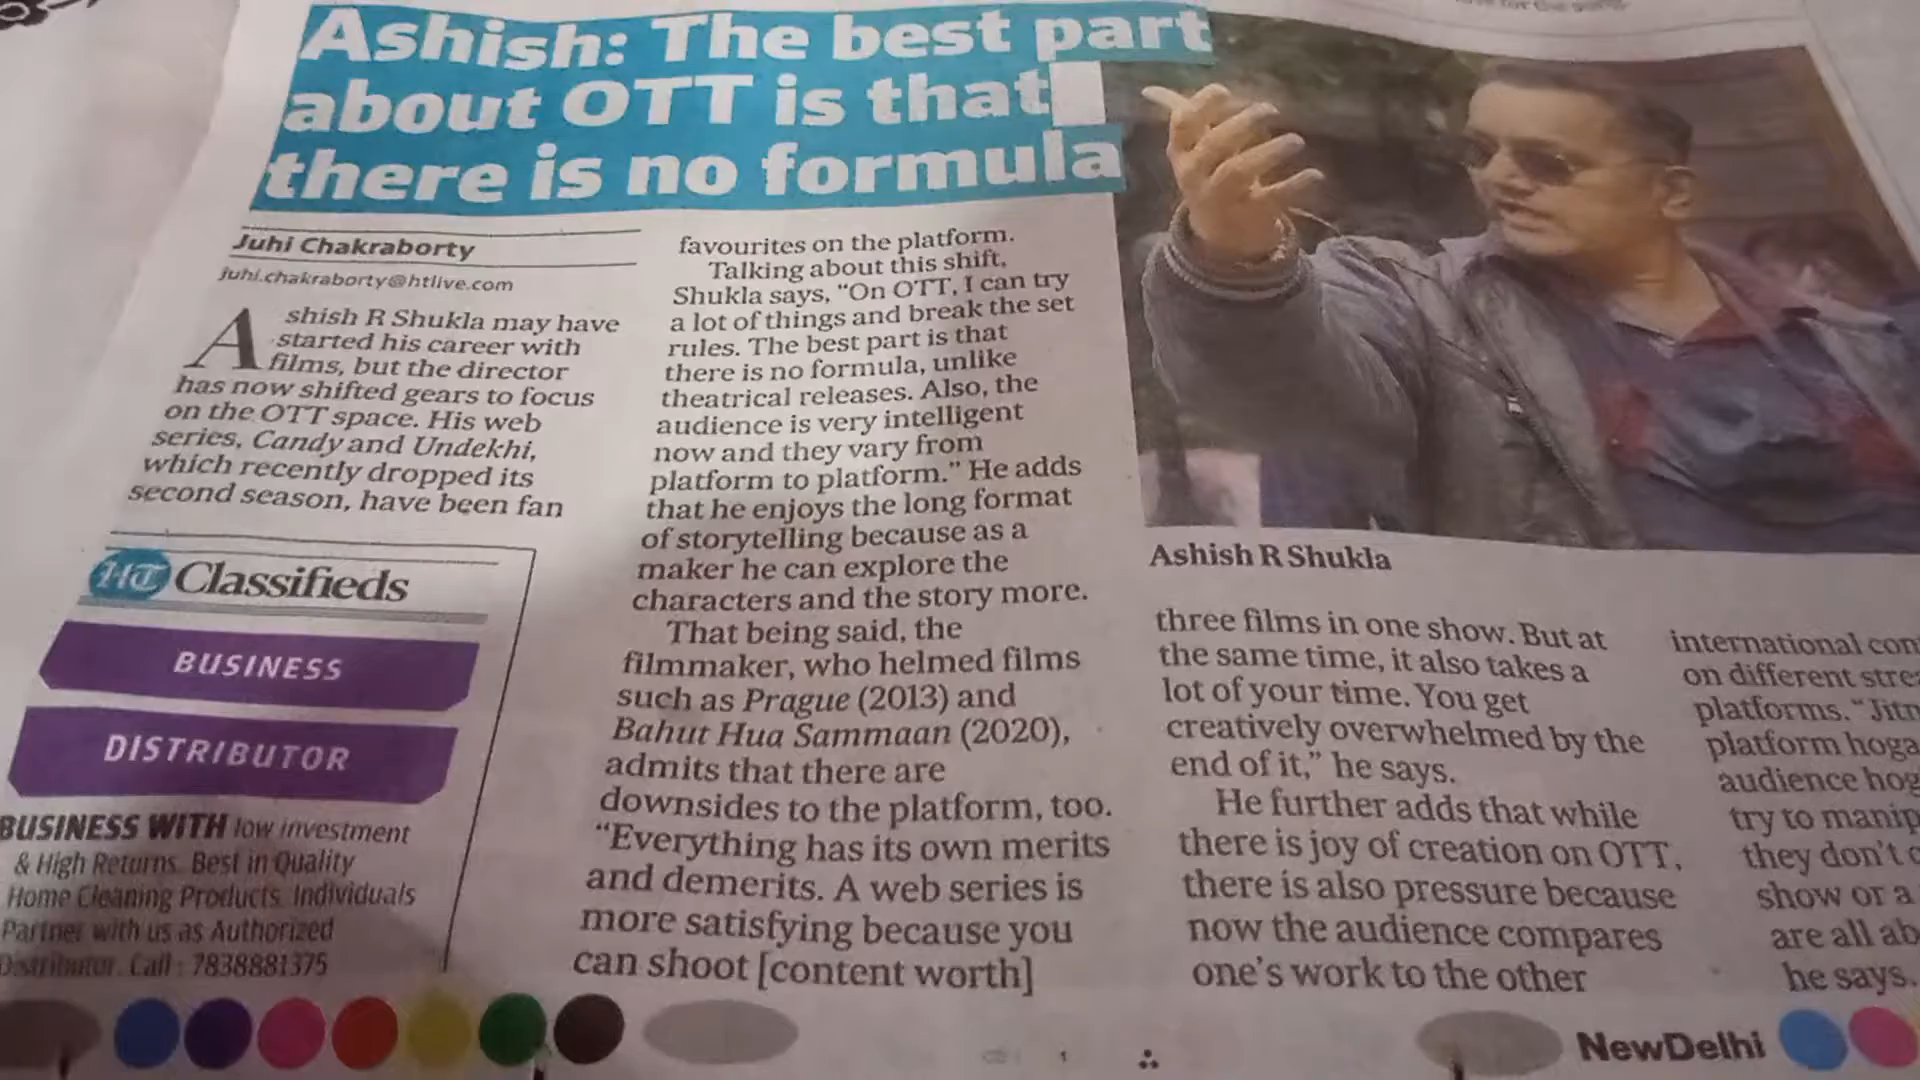 Ashish: The best part
about OTT is that
there is no formula
Juhi Chakraborty
juhi.chakraborty@htlive.com
Ashish R Shukla may have
started his career with
films, but the director
has now shifted gears to focus
on the OTT space. His web
series, Candy and Undekhi,
which recently dropped its
second season, have been fan
favourites on the platform.
Talking about this shift,
Shukla says, "On OTT, I can try
a lot of things and break the set
rules. The best part is that
there is no formula, unlike
theatrical releases. Also, the
audience is very intelligent
now and they vary from
platform to platform." He adds
that he enjoys the long format
of storytelling because as a
maker he can explore the
characters and the story more.
That being said, the
filmmaker, who helmed films
such as Prague (2013) and
Bahut Hua Sammaan (2020),
admits that there are
downsides to the platform, too.
"Everything has its own merits
and demerits. A web series is
more satisfying because you
can shoot [content worth]
Ashish R Shukla
three films in one show. But at
the same time, it also takes a
lot of your time. You get
creatively overwhelmed by the
end of it," he says.
He further adds that while
there is joy of creation on OTT,
there is also pressure because
now the audience compares
one's work to the other
international
on different
platforms. "
platform hoga
audience
try to
they don't
show or a
are all
he says.
HT Classifieds
BUSINESS
DISTRIBUTOR
BUSINESS WITH low investment
& High Returns. Best in Quality
Home Cleaning Products. Individuals
Partner with us as Authorized
Distributor. Call : 7838881375
NewDelhi